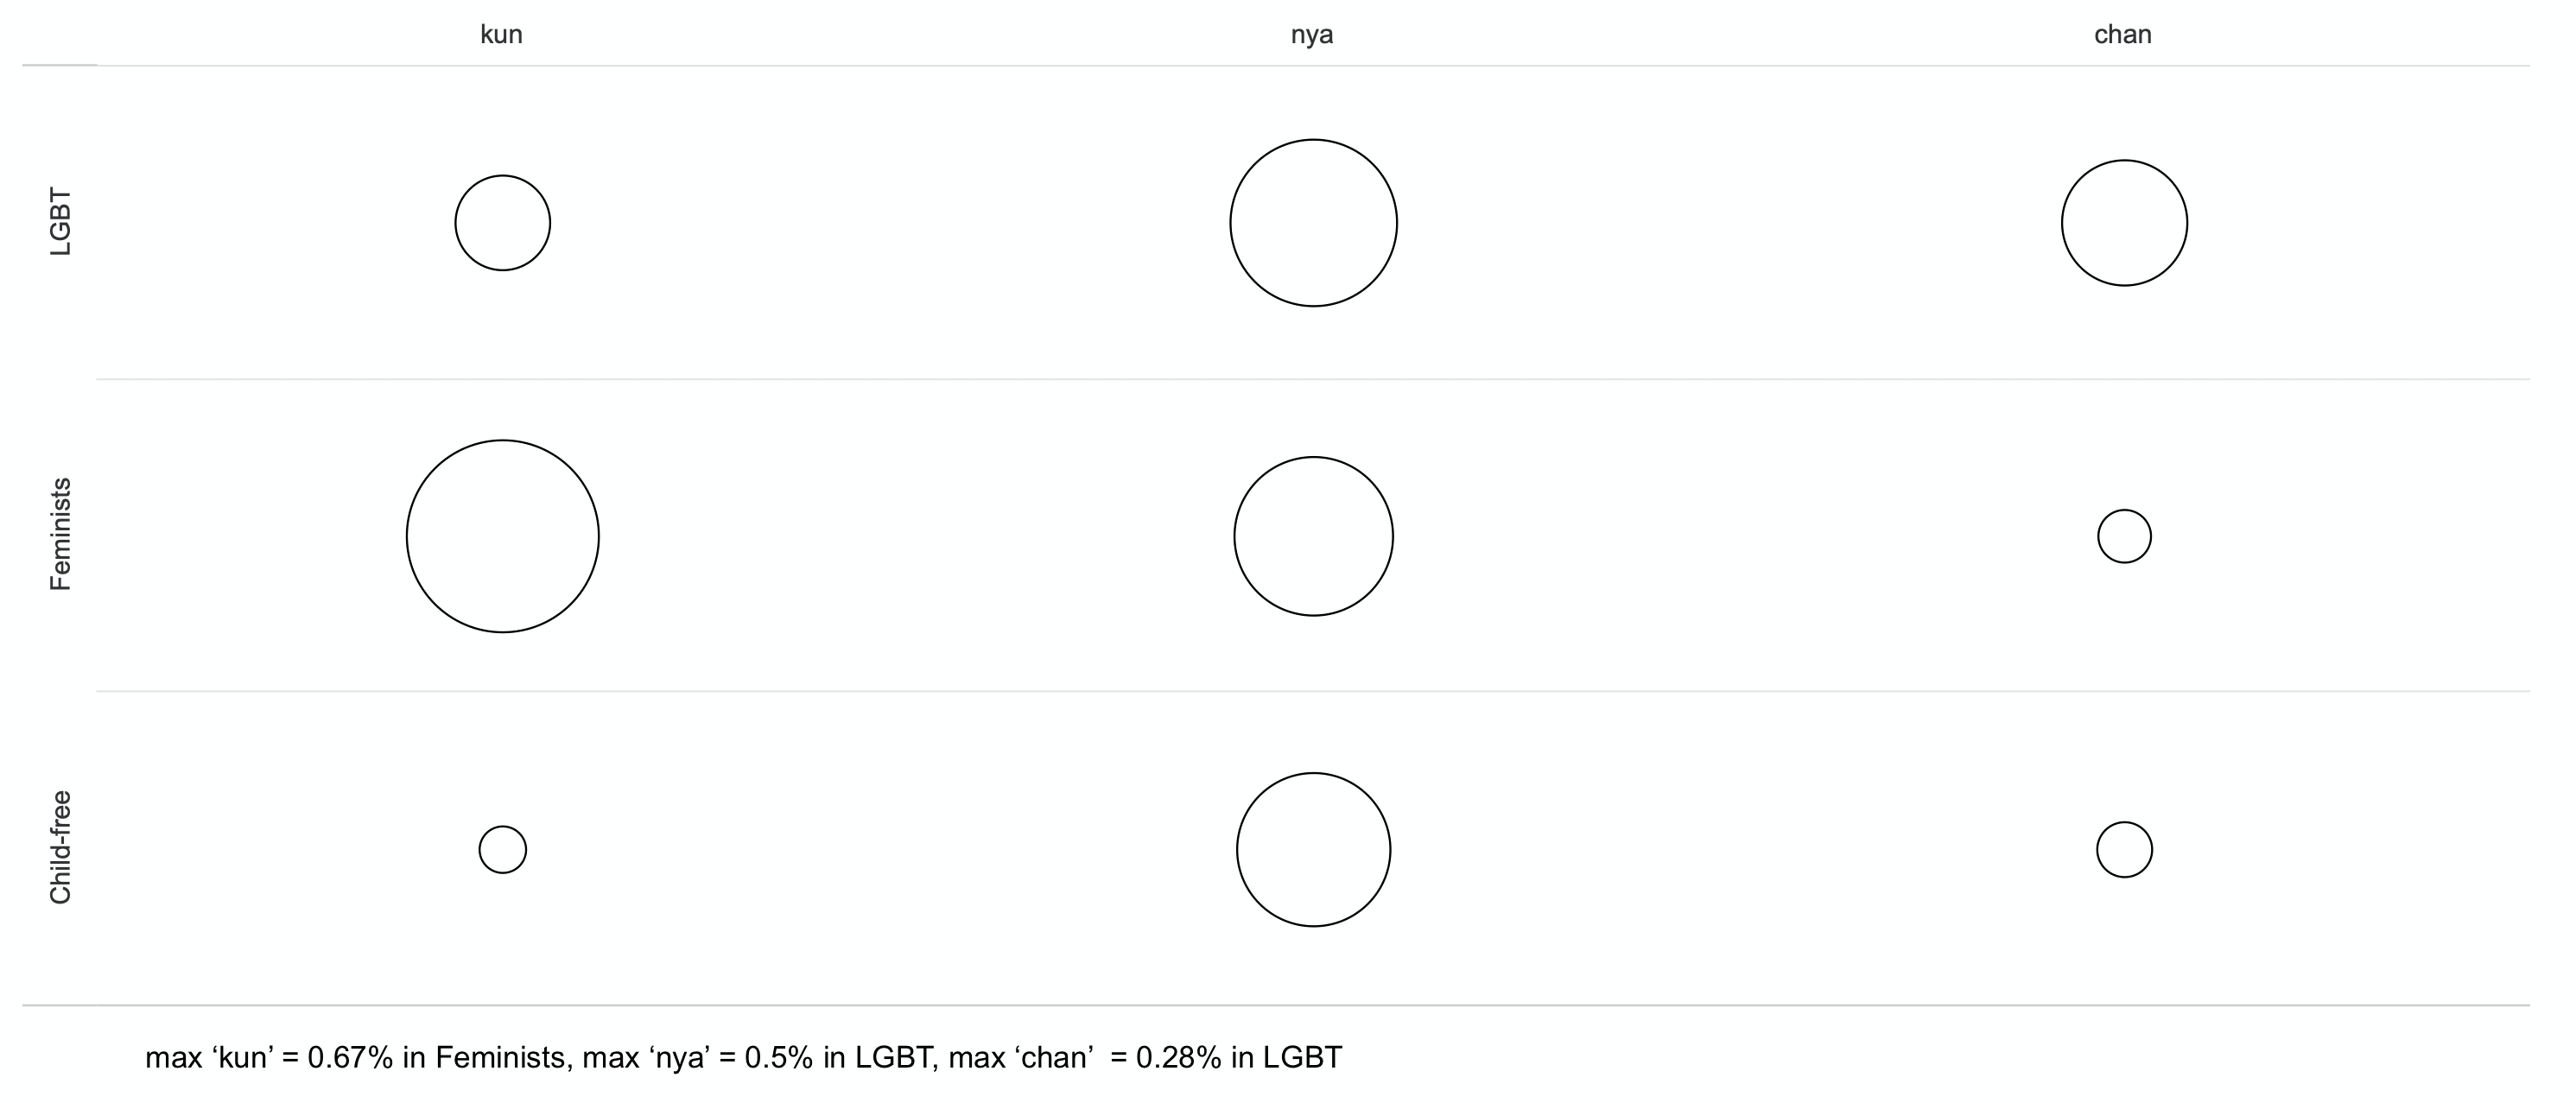 kun nya chan
LGBT
Feminists
Child-free
max ‘kun’ = 0.67% in Feminists, max ‘nya’ = 0.5% in LGBT, max ‘chan’  = 0.28% in LGBT